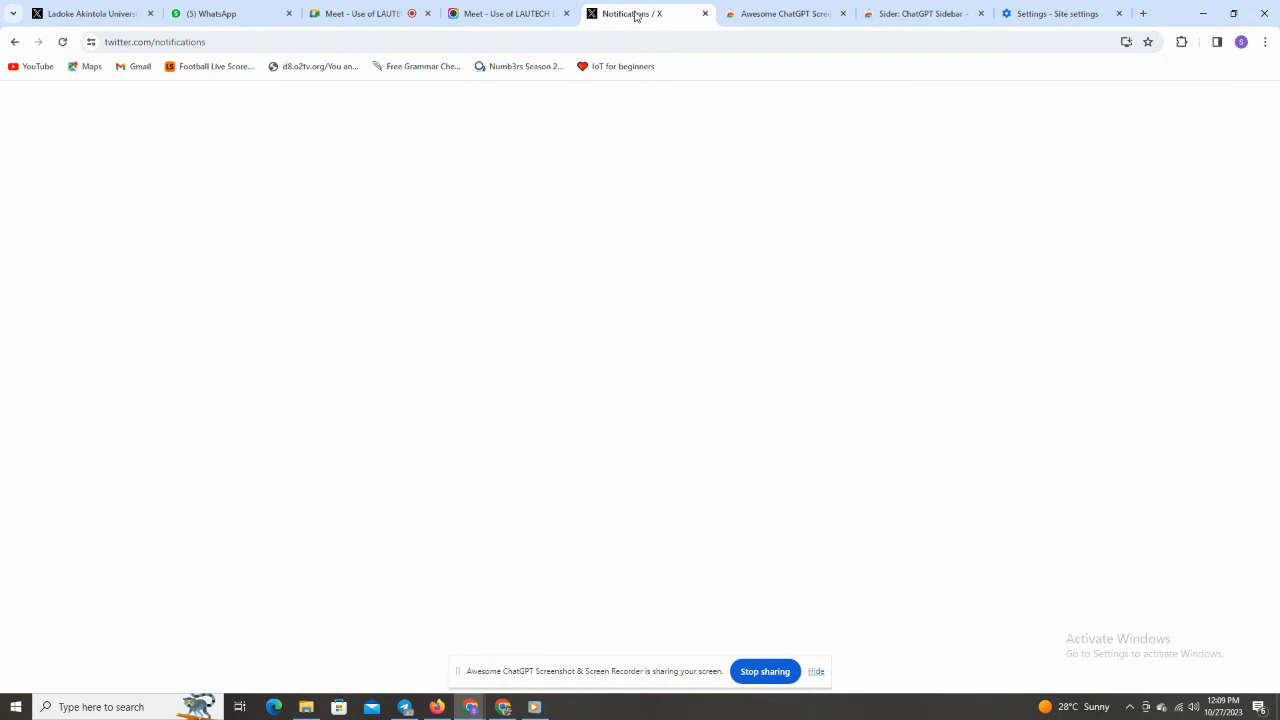 Ladoke Akintola Univers
(5) WhatsApp
Meet - Use of LAUTE
Meet - Use of LAUTECH
Notifications / X
Awesome ChatGPT Scree
Sider: ChatGPT Sidebar
Settings - Site settings
twitter.com/notifications
S
YouTube
Maps
Gmail
LS Football Live Score...
d8.o2tv.org/You an...
Free Grammar Che...
Numb3rs Season 2...
IoT for beginners
Activate Windows
Go to Settings to activate Windows.
Awesome ChatGPT Screenshot & Screen Recorder is sharing your screen.
Stop sharing
Hide
Type here to search
28°C Sunny
12:09 PM
10/27/2023